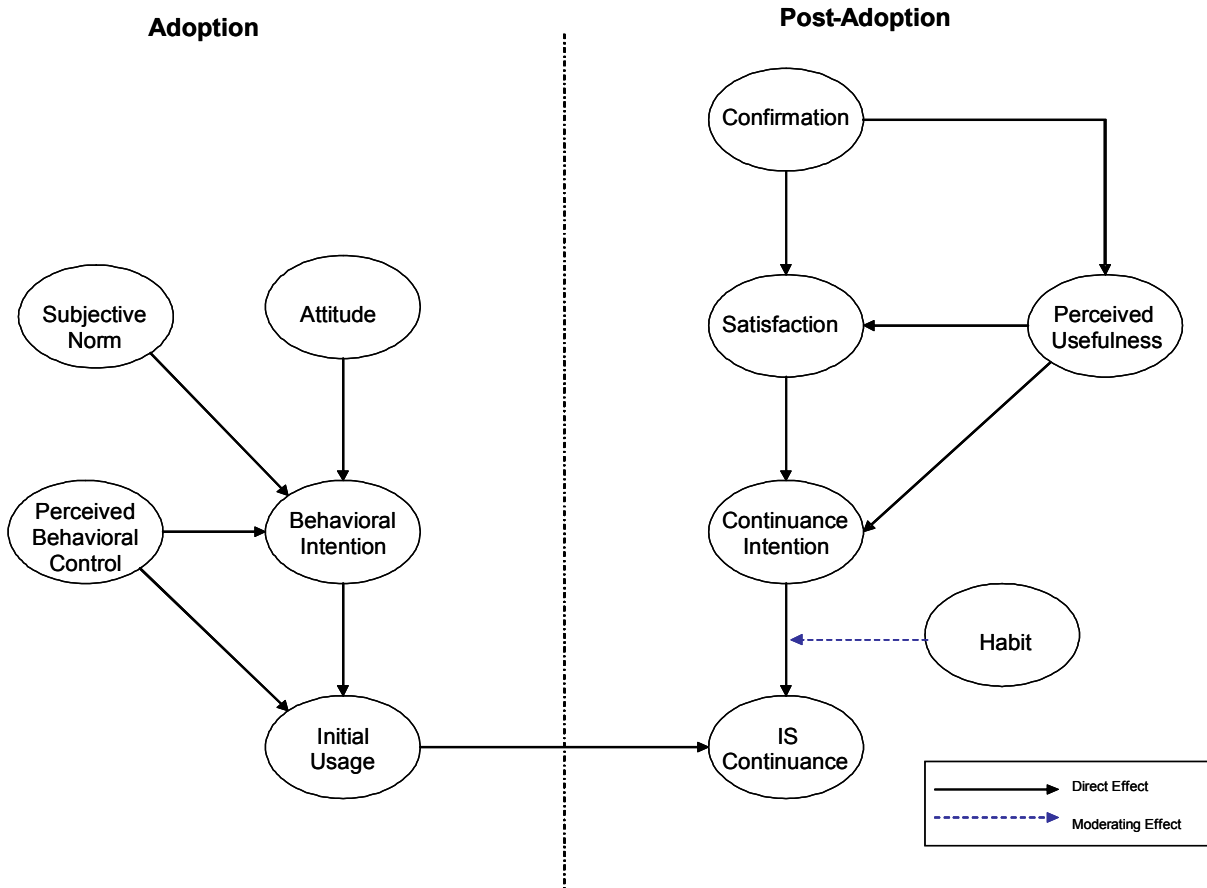 Adoption
Post-Adoption
Confirmation
Subjective
Norm
Attitude
Satisfaction
Perceived
Usefulness
Perceived
Behavioral
Control
Behavioral
Intention
Continuance
Intention
Habit
Initial
Usage
IS
Continuance
Direct Effect
Moderating Effect